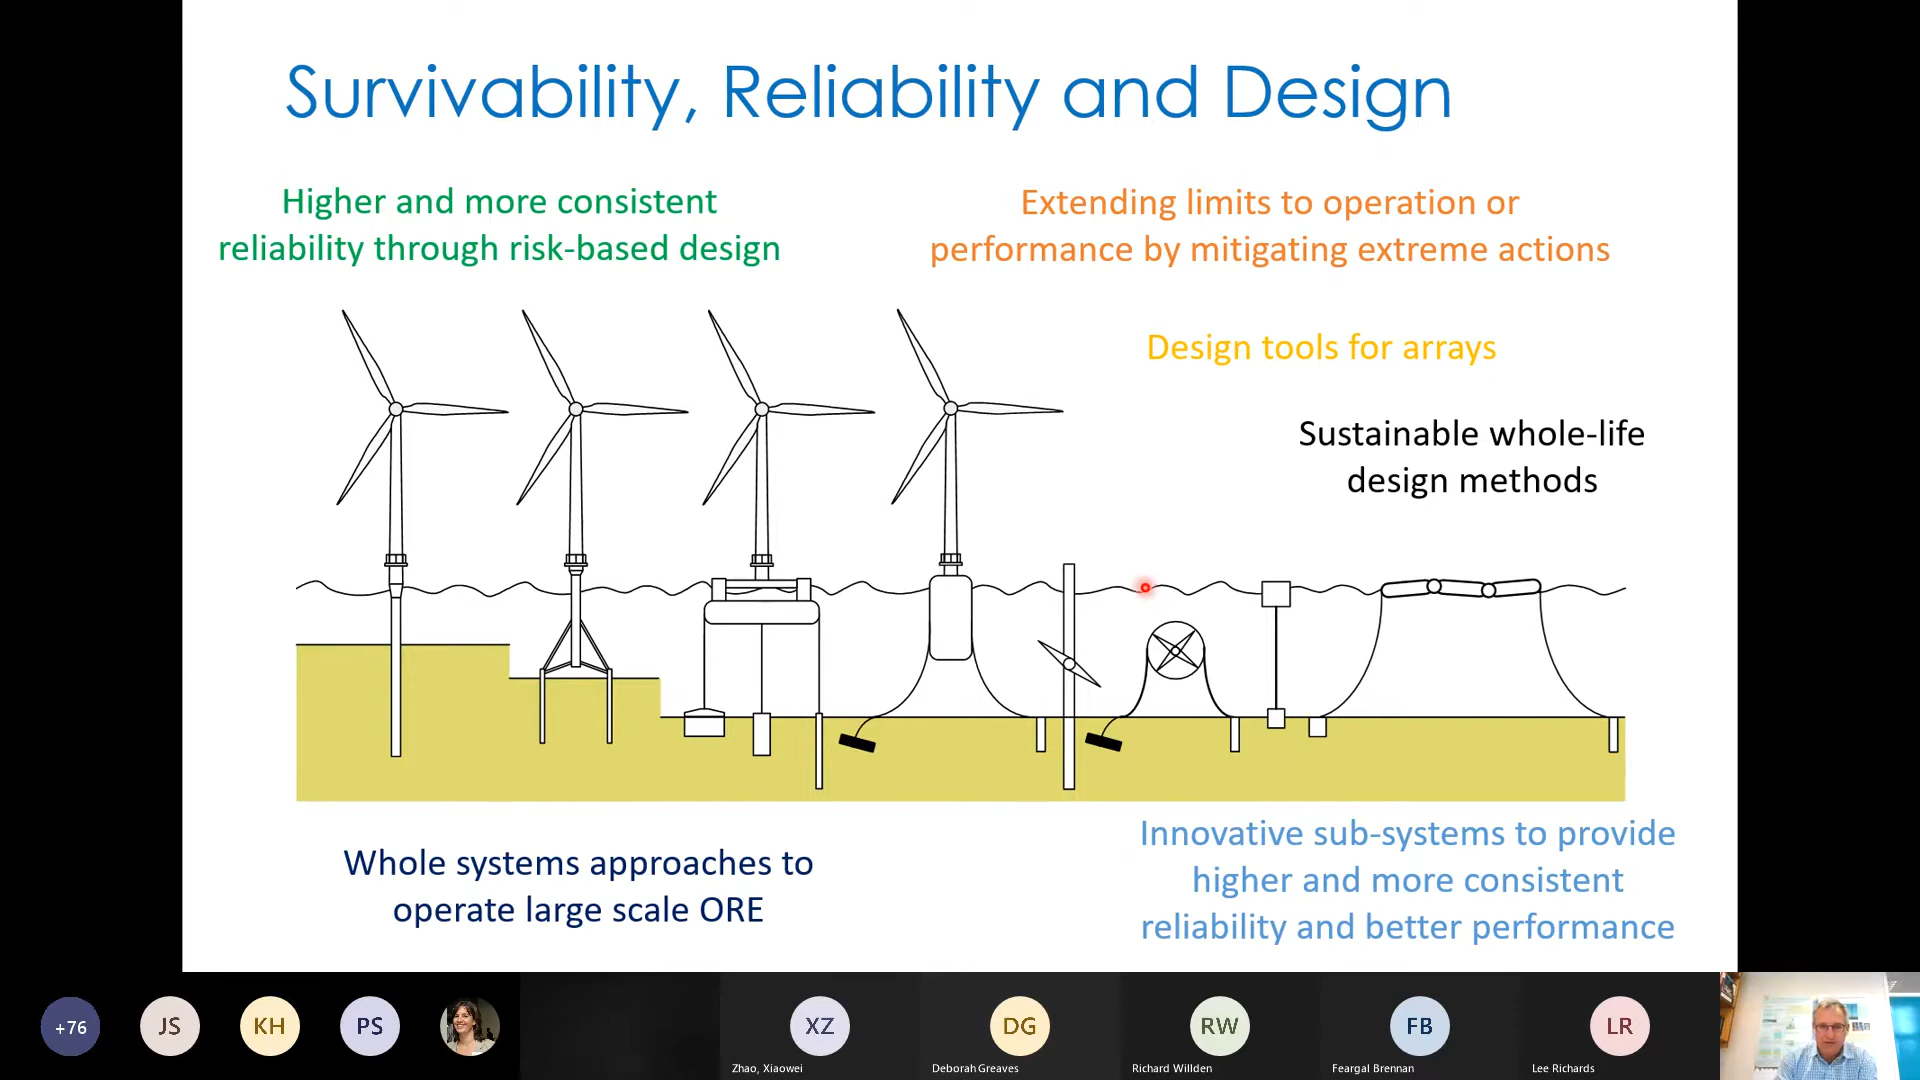 Survivability, Reliability and Design
Higher and more consistent
reliability through risk-based design
Extending limits to operation or
performance by mitigating extreme actions
Design tools for arrays
Sustainable whole-life
design methods
Whole systems approaches to
operate large scale ORE
Innovative sub-systems to provide
higher and more consistent
reliability and better performance
+76
JS
KH
PS
XZ
DG
RW
FB
LR
Zhao, Xiaowei
Deborah Greaves
Richard Willden
Feargal Brennan
Lee Richards